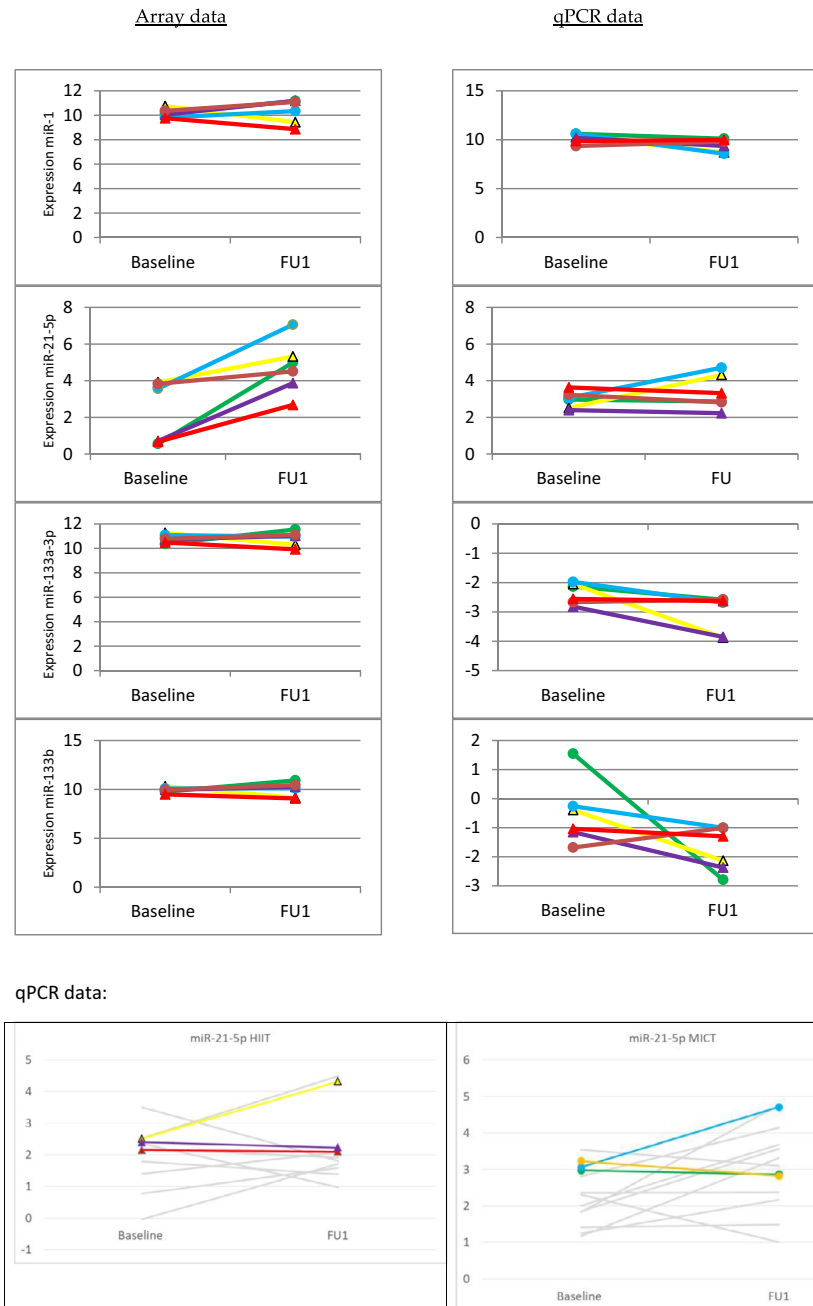 Array data
qPCR data
Expression miR-1
12
10
8
6
4
2
0
Baseline
FU1
15
10
5
0
Baseline
FU1
Expression miR-21-5p
8
6
4
2
0
Baseline
FU1
8
6
4
2
0
Baseline
FU
Expression miR-133a-3p
12
10
8
6
4
2
0
Baseline
FU1
0
-1
-2
-3
-4
-5
Baseline
FU1
Expression miR-133b
15
10
5
0
Baseline
FU1
2
1
0
-1
-2
-3
Baseline
FU1
qPCR data:
miR-21-5p HIIT
5
4
3
2
1
0
-1
Baseline
FU1
miR-21-5p MICT
6
5
4
3
2
1
0
Baseline
FU1